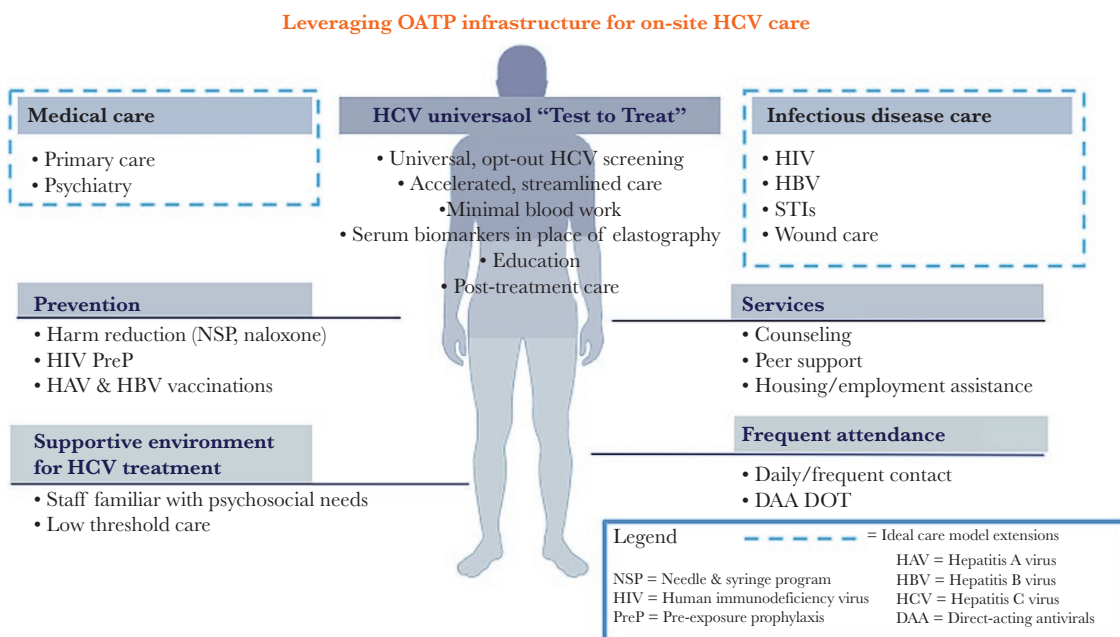 Leveraging OATP infrastructure for on-site HCV care
Medical care
• Primary care
• Psychiatry
HCV universaol “Test to Treat”
• Universal, opt-out HCV screening
• Accelerated, streamlined care
•Minimal blood work
• Serum biomarkers in place of elastography
• Education
• Post-treatment care
Infectious disease care
• HIV
• HBV
• STIs
• Wound care
Prevention
• Harm reduction (NSP, naloxone)
• HIV PreP
• HAV & HBV vaccinations
Services
• Counseling
• Peer support
• Housing/employment assistance
Supportive environment
for HCV treatment
• Staff familiar with psychosocial needs
• Low threshold care
Frequent attendance
• Daily/frequent contact
• DAA DOT
Legend
= Ideal care model extensions
NSP = Needle & syringe program
HIV = Human immunodeficiency virus
PreP = Pre-exposure prophylaxis
HAV = Hepatitis A virus
HBV = Hepatitis B virus
HCV = Hepatitis C virus
DAA = Direct-acting antivirals